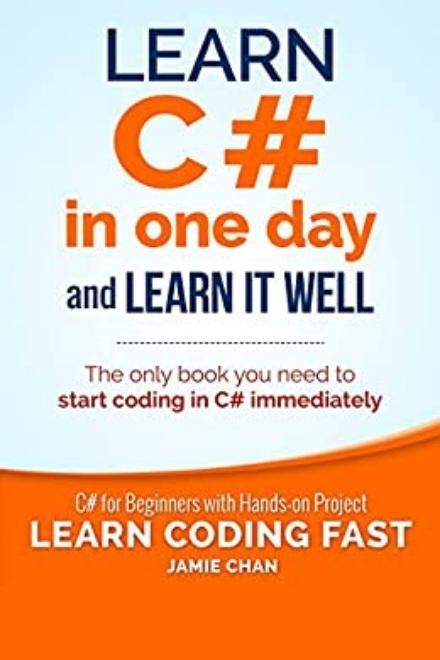 LEARN
C#
in one day
and LEARN IT WELL
The only book you need to
start coding in C# immediately
C# for Beginners with Hands-on Project
LEARN CODING FAST
JAMIE CHAN